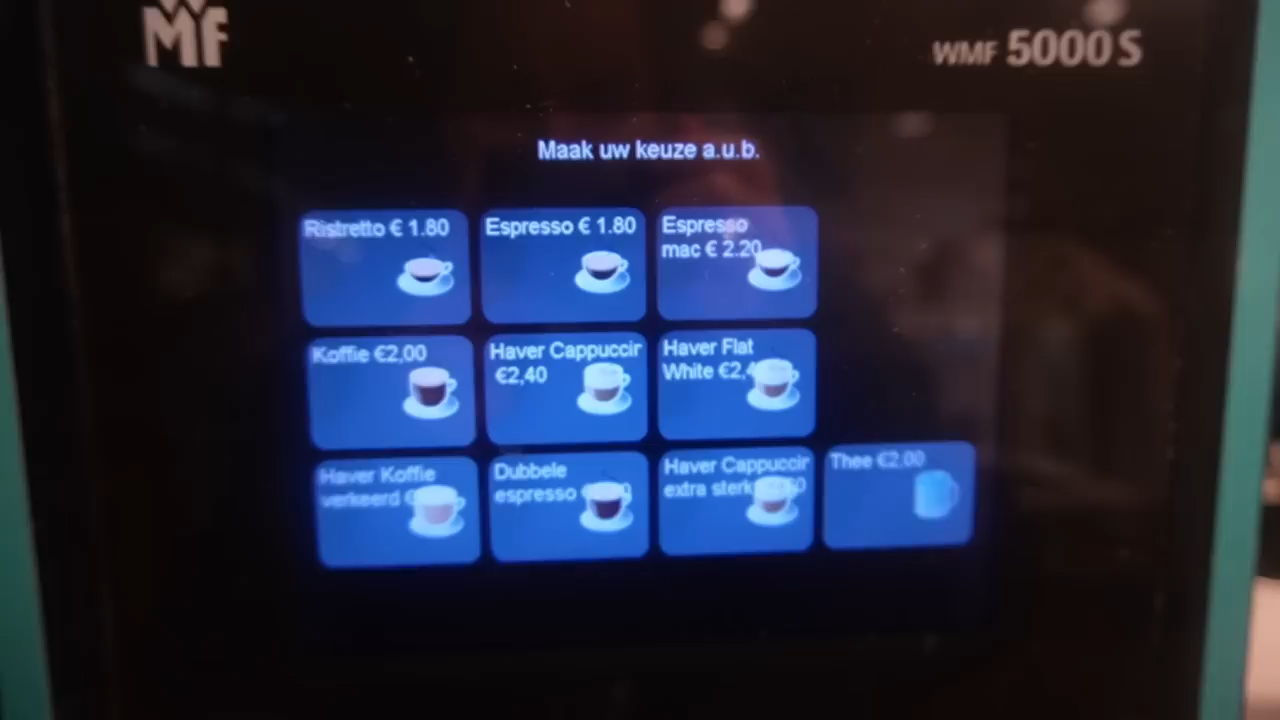 WMF
WMF 5000 S
Maak uw keuze a.u.b.
Ristretto € 1.80
Espresso € 1.80
Espresso
mac € 2.20
Koffie €2,00
Haver Cappuccir
€2,40
Haver Flat
White
Haver Koffie
verkeerd
Dubbele
espresso
Haver Cappuccir
extra sterk
Thee €2.00